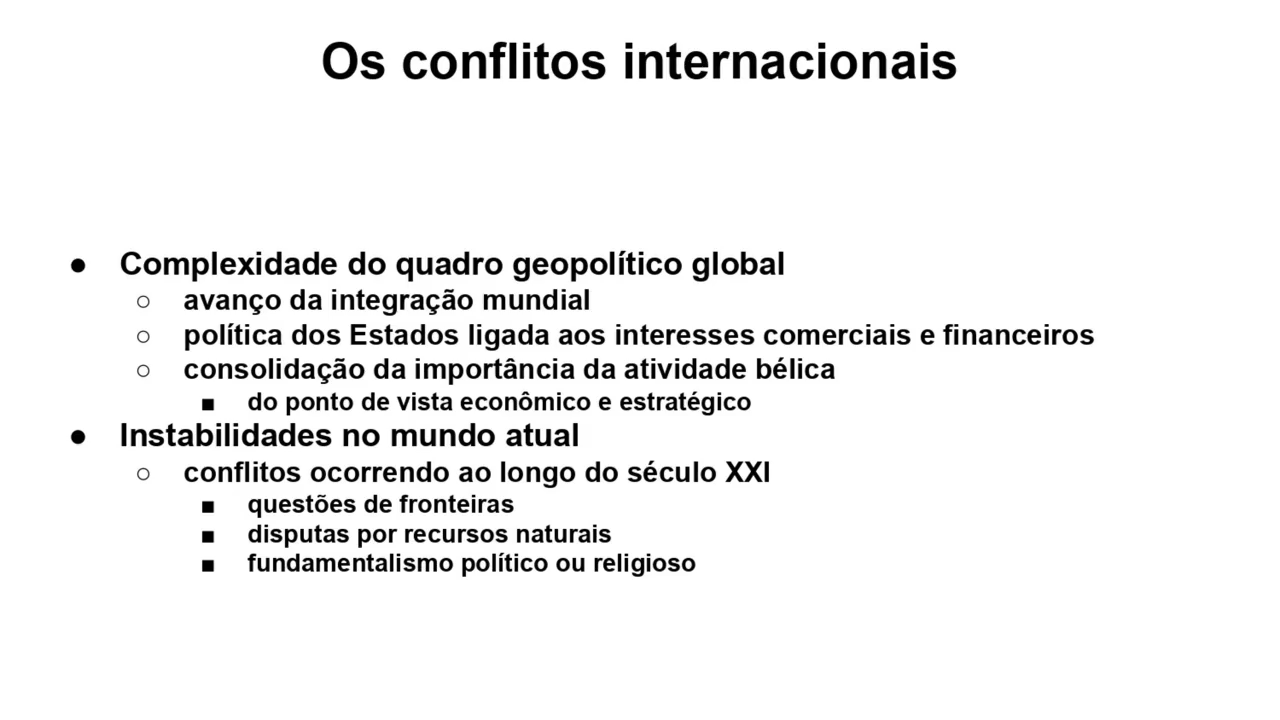 Os conflitos internacionais
● Complexidade do quadro geopolítico global
○ avanço da integração mundial
○ política dos Estados ligada aos interesses comerciais e financeiros
○ consolidação da importância da atividade bélica
■ do ponto de vista econômico e estratégico
● Instabilidades no mundo atual
○ conflitos ocorrendo ao longo do século XXI
■ questões de fronteiras
■ disputas por recursos naturais
■ fundamentalismo político ou religioso